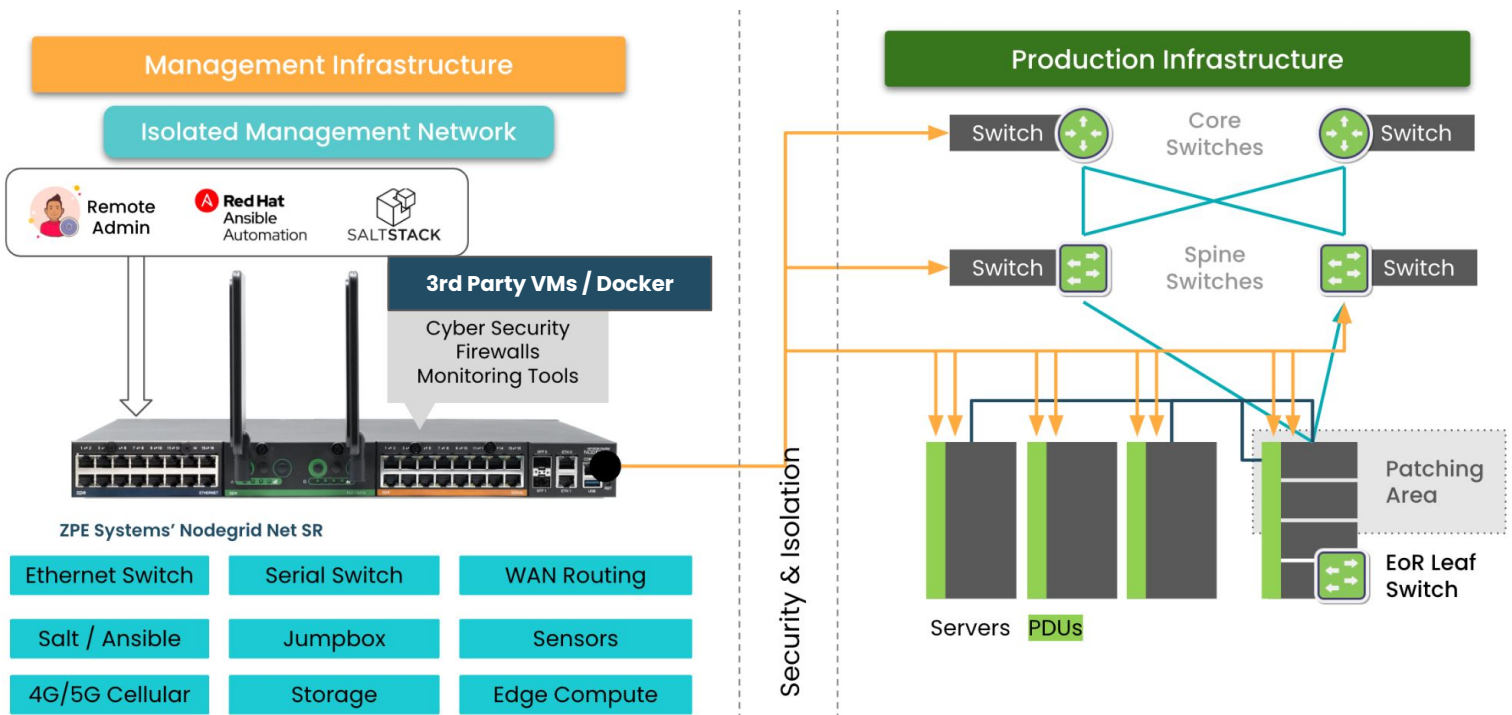 Management Infrastructure
Isolated Management Network
Remote
Admin
Red Hat
Ansible
Automation
SALTSTACK
3rd Party VMs / Docker
Cyber Security
Firewalls
Monitoring Tools
ZPE Systems' Nodegrid Net SR
Ethernet Switch
Serial Switch
WAN Routing
Salt / Ansible
Jumpbox
Sensors
4G/5G Cellular
Storage
Edge Compute
Security & Isolation
Production Infrastructure
Switch
Core
Switches
Switch
Switch
Spine
Switches
Switch
Patching
Area
EoR Leaf
Switch
Servers
PDUs